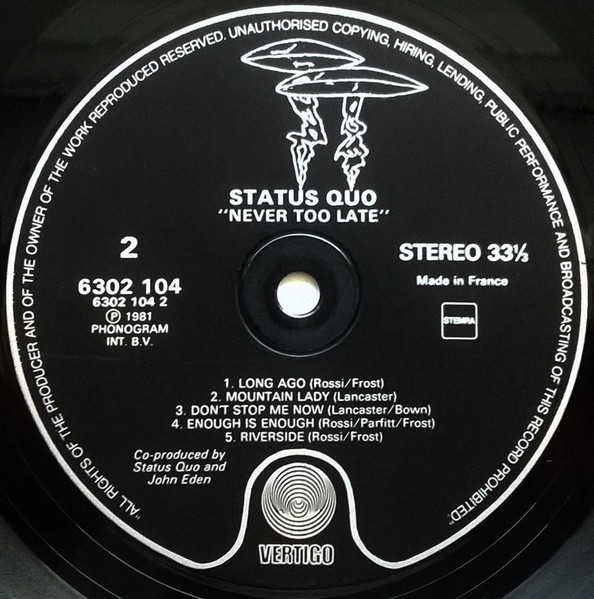 "ALL RIGHTS OF THE PRODUCER AND OF THE OWNER OF THE WORK REPRODUCED RESERVED. UNAUTHORISED COPYING, HIRING, LENDING, PUBLIC PERFORMANCE AND BROADCASTING OF THIS RECORD PROHIBITED."
STATUS QUO
"NEVER TOO LATE"
2
STEREO 33⅓
6302 104
6302 104 2
Ⓟ 1981
PHONOGRAM
INT. B.V.
Made in France
STEMRA
1. LONG AGO (Rossi/Frost)
2. MOUNTAIN LADY (Lancaster)
3. DON'T STOP ME NOW (Lancaster/Bown)
4. ENOUGH IS ENOUGH (Rossi/Parfitt/Frost)
5. RIVERSIDE (Rossi/Frost)
Co-produced by
Status Quo and
John Eden
VERTIGO